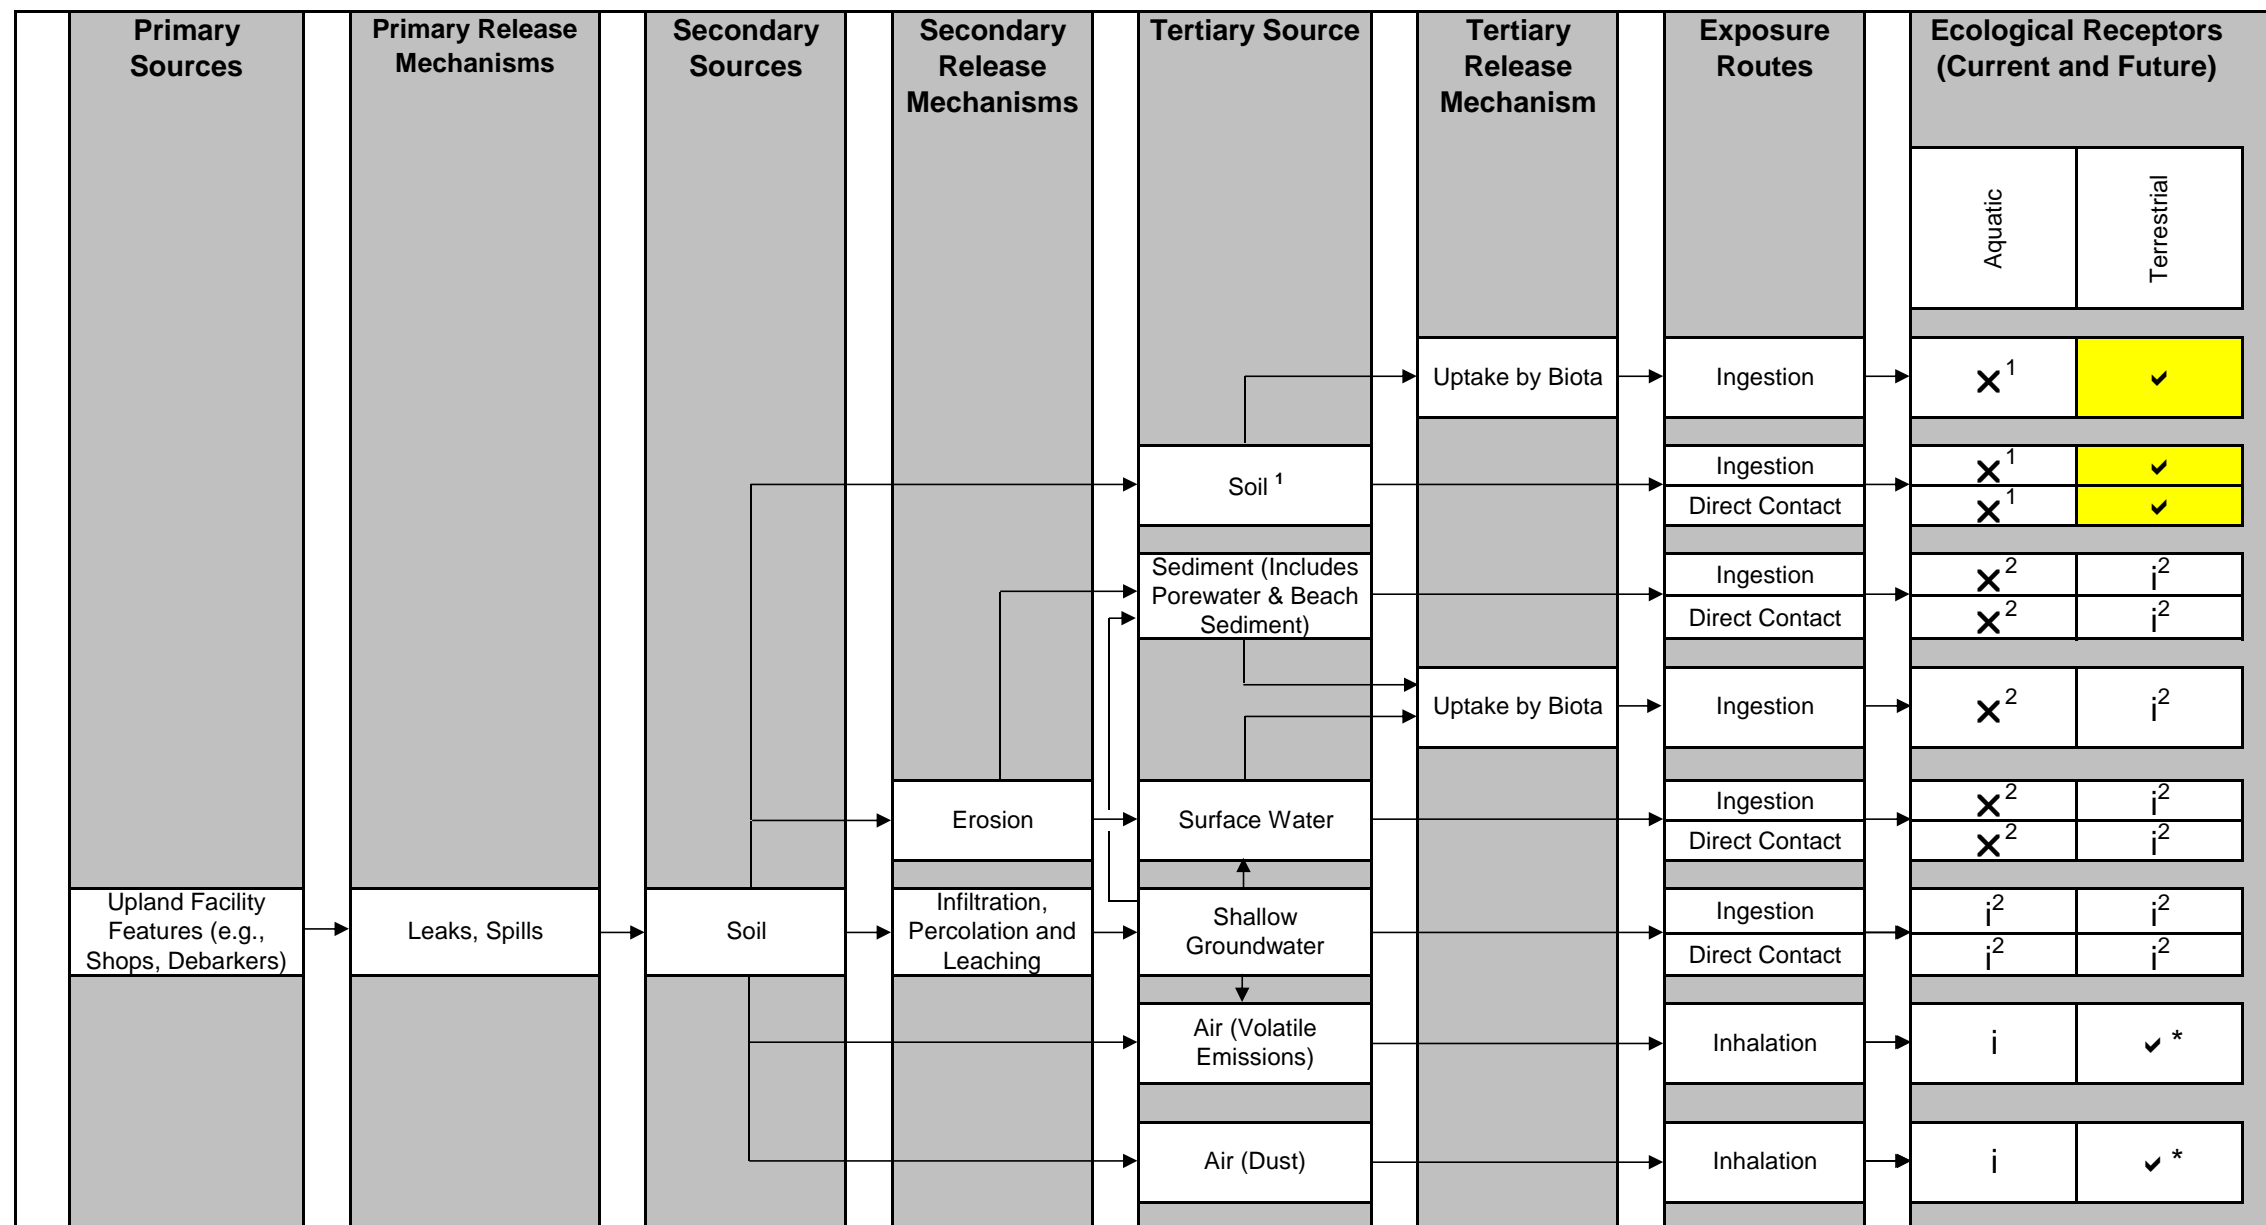 Primary
Sources
Primary Release
Mechanisms
Secondary
Sources
Secondary
Release
Mechanisms
Tertiary Source
Tertiary
Release
Mechanism
Exposure
Routes
Ecological Receptors
(Current and Future)
Aquatic
Terrestrial
Uptake by Biota
Ingestion
✕¹
✓
Soil ¹
Ingestion
✕¹
✓
Direct Contact
✕¹
✓
Sediment (Includes
Porewater & Beach
Sediment)
Ingestion
✕²
i²
Direct Contact
✕²
i²
Uptake by Biota
Ingestion
✕²
i²
Erosion
Surface Water
Ingestion
✕²
i²
Direct Contact
✕²
i²
Upland Facility
Features (e.g.,
Shops, Debarkers)
Leaks, Spills
Soil
Infiltration,
Percolation and
Leaching
Shallow
Groundwater
Ingestion
i²
i²
Direct Contact
i²
i²
Air (Volatile
Emissions)
Inhalation
i
✓ *
Air (Dust)
Inhalation
i
✓ *